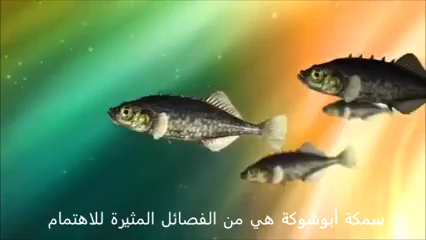 سمكة أبوشوكة هي من الفصائل المثيرة للاهتمام